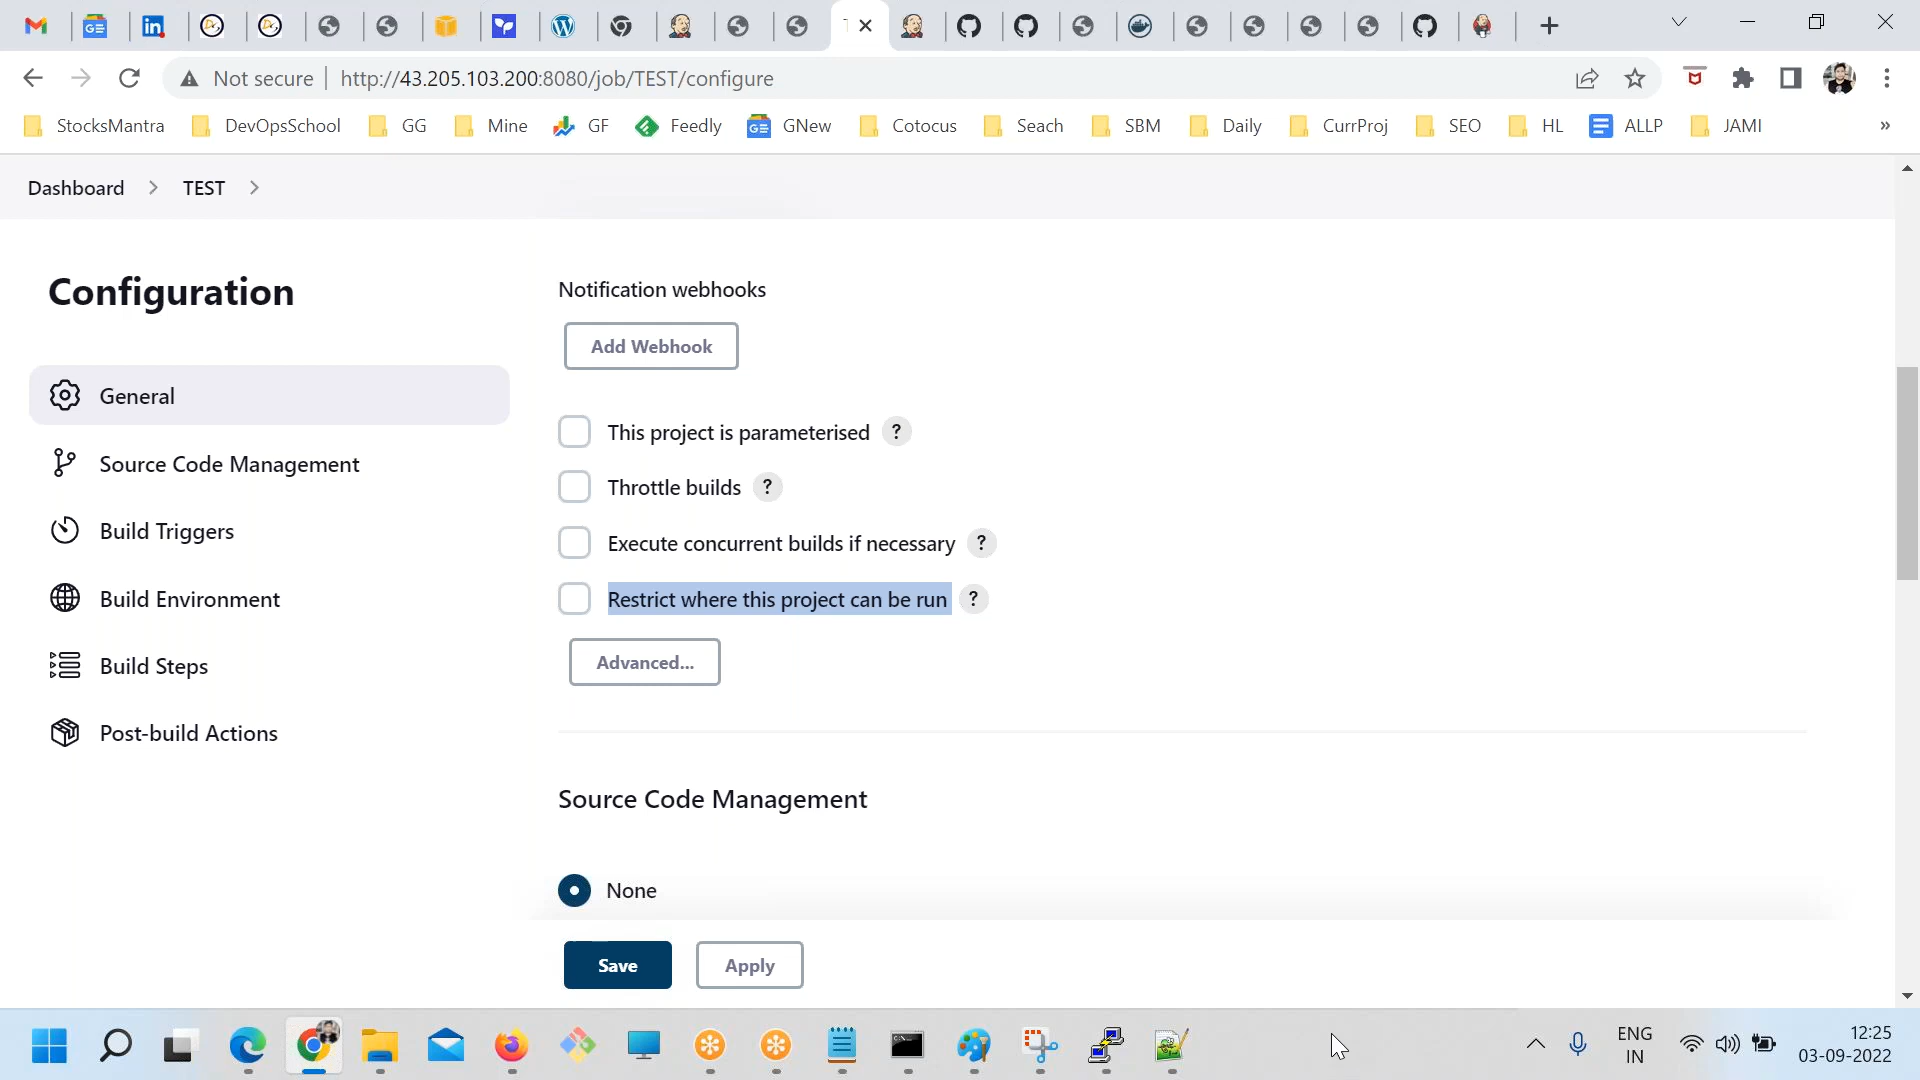 Not secure
http://43.205.103.200:8080/job/TEST/configure
StocksMantra
DevOpsSchool
GG
Mine
GF
Feedly
GNew
Cotocus
Seach
SBM
Daily
CurrProj
SEO
HL
ALLP
JAMI
»
Dashboard > TEST >
Configuration
General
Source Code Management
Build Triggers
Build Environment
Build Steps
Post-build Actions
Notification webhooks
Add Webhook
This project is parameterised ?
Throttle builds ?
Execute concurrent builds if necessary ?
Restrict where this project can be run ?
Advanced...
Source Code Management
None
Save
Apply
ENG
IN
12:25
03-09-2022